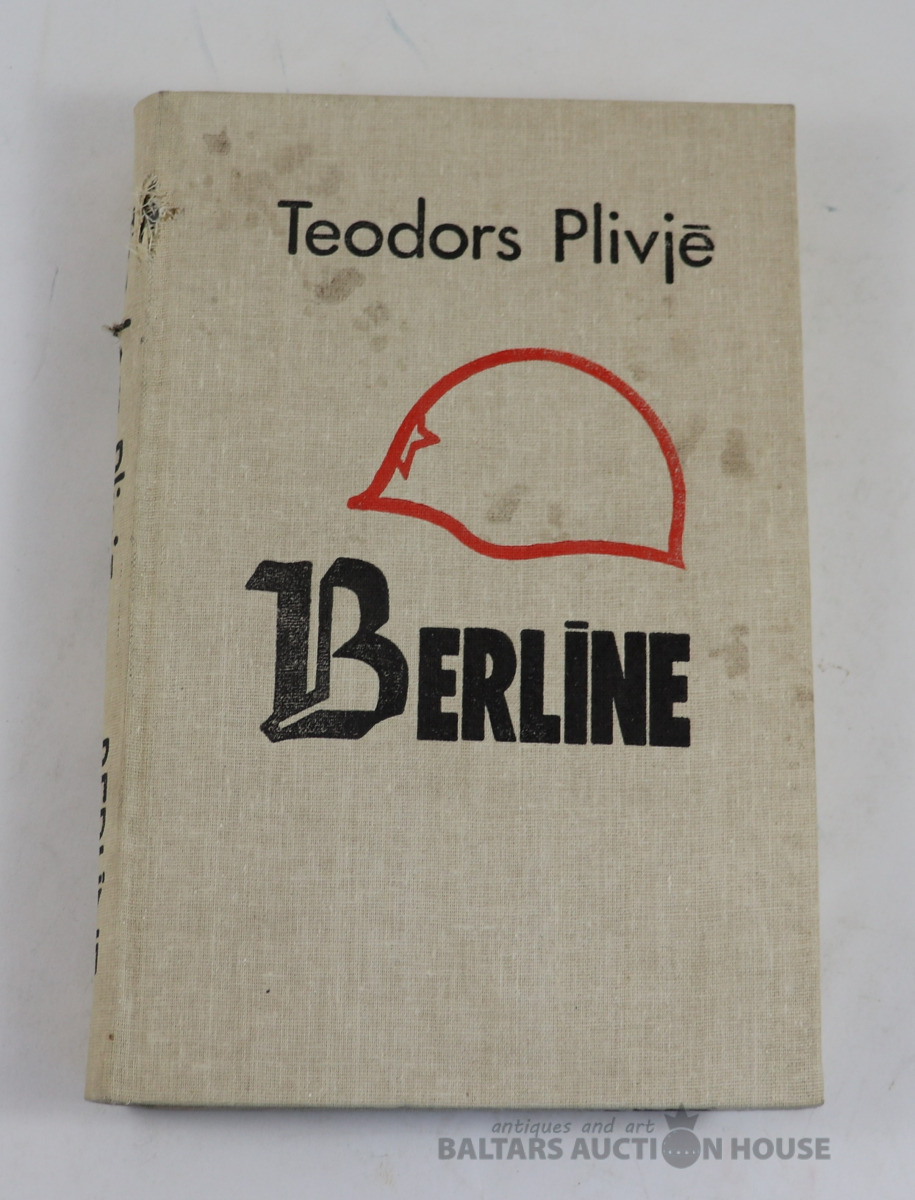 Teodors Plivjē
BERLĪNE
antiques and art
BALTARS AUCTION HOUSE